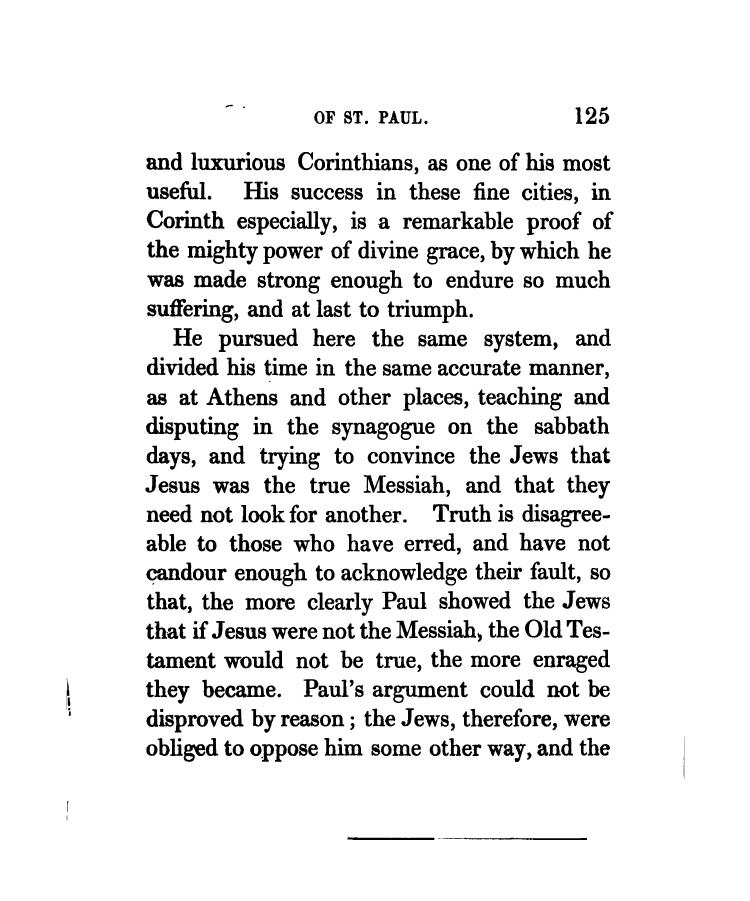 OF ST. PAUL. 125
and luxurious Corinthians, as one of his most
useful. His success in these fine cities, in
Corinth especially, is a remarkable proof of
the mighty power of divine grace, by which he
was made strong enough to endure so much
suffering, and at last to triumph.
He pursued here the same system, and
divided his time in the same accurate manner,
as at Athens and other places, teaching and
disputing in the synagogue on the sabbath
days, and trying to convince the Jews that
Jesus was the true Messiah, and that they
need not look for another. Truth is disagree-
able to those who have erred, and have not
candour enough to acknowledge their fault, so
that, the more clearly Paul showed the Jews
that if Jesus were not the Messiah, the Old Tes-
tament would not be true, the more enraged
they became. Paul's argument could not be
disproved by reason; the Jews, therefore, were
obliged to oppose him some other way, and the